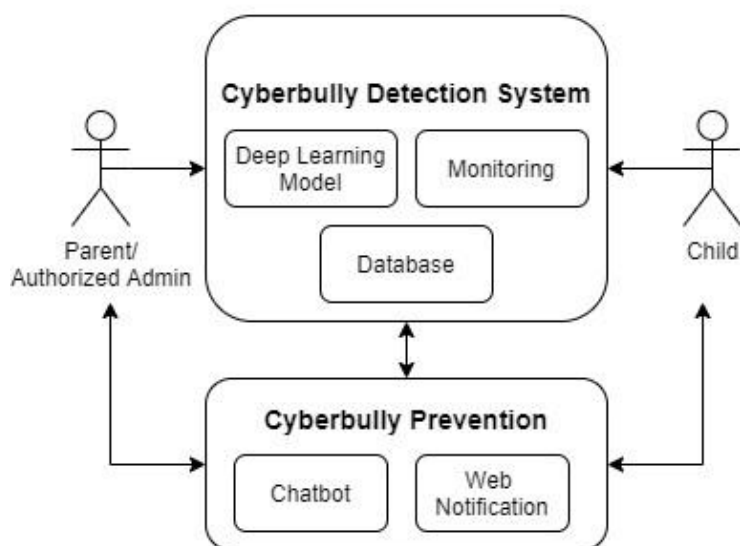 Cyberbully Detection System
Deep Learning
Model
Monitoring
Database
Parent/
Authorized Admin
Child
Cyberbully Prevention
Chatbot
Web
Notification